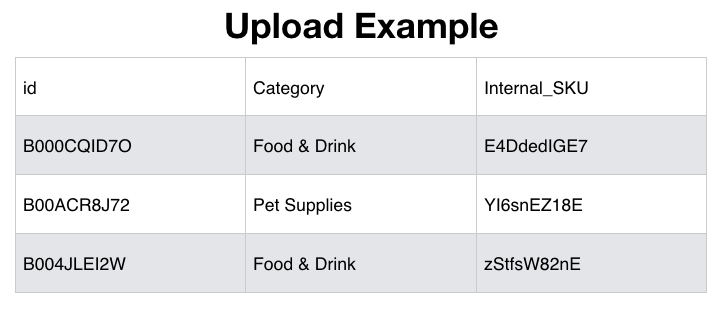 Upload Example
id Category Internal_SKU
B000CQID7O Food & Drink E4DdedIGE7
B00ACR8J72 Pet Supplies YI6snEZ18E
B004JLEI2W Food & Drink zStfsW82nE